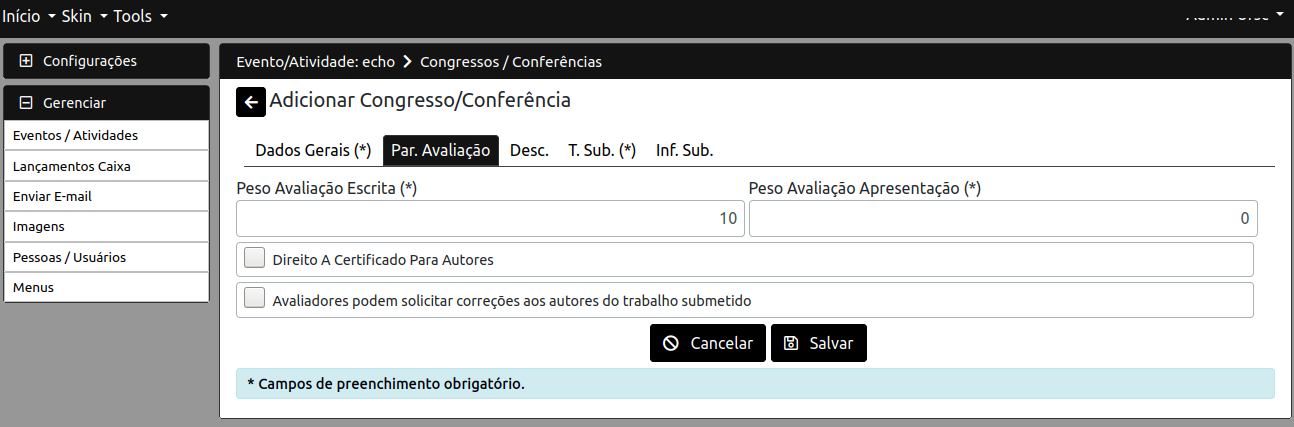 Início Skin Tools
Configurações
Gerenciar
Eventos / Atividades
Lançamentos Caixa
Enviar E-mail
Imagens
Pessoas / Usuários
Menus
Evento/Atividade: echo Congressos / Conferências
Adicionar Congresso/Conferência
Dados Gerais (*) Par. Avaliação Desc. T. Sub. (*) Inf. Sub.
Peso Avaliação Escrita (*) Peso Avaliação Apresentação (*)
10 0
Direito A Certificado Para Autores
Avaliadores podem solicitar correções aos autores do trabalho submetido
Cancelar Salvar
* Campos de preenchimento obrigatório.